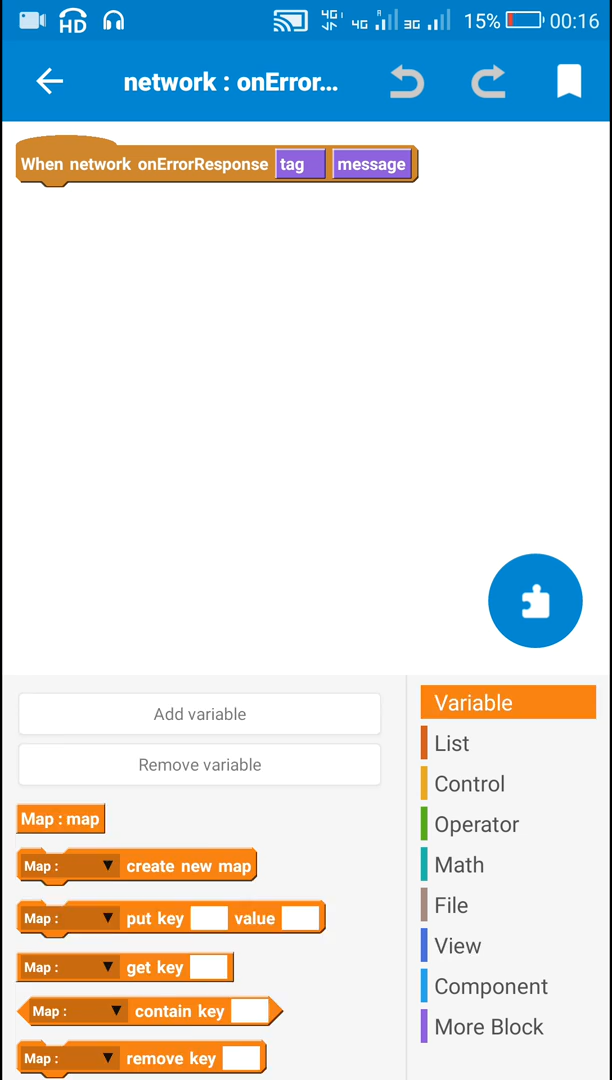 HD 4G 4G R 3G 15% 00:16
network : onError...
When network onErrorResponse tag message
Add variable
Remove variable
Map : map
Map : create new map
Map : put key value
Map : get key
Map : contain key
Map : remove key
Variable
List
Control
Operator
Math
File
View
Component
More Block